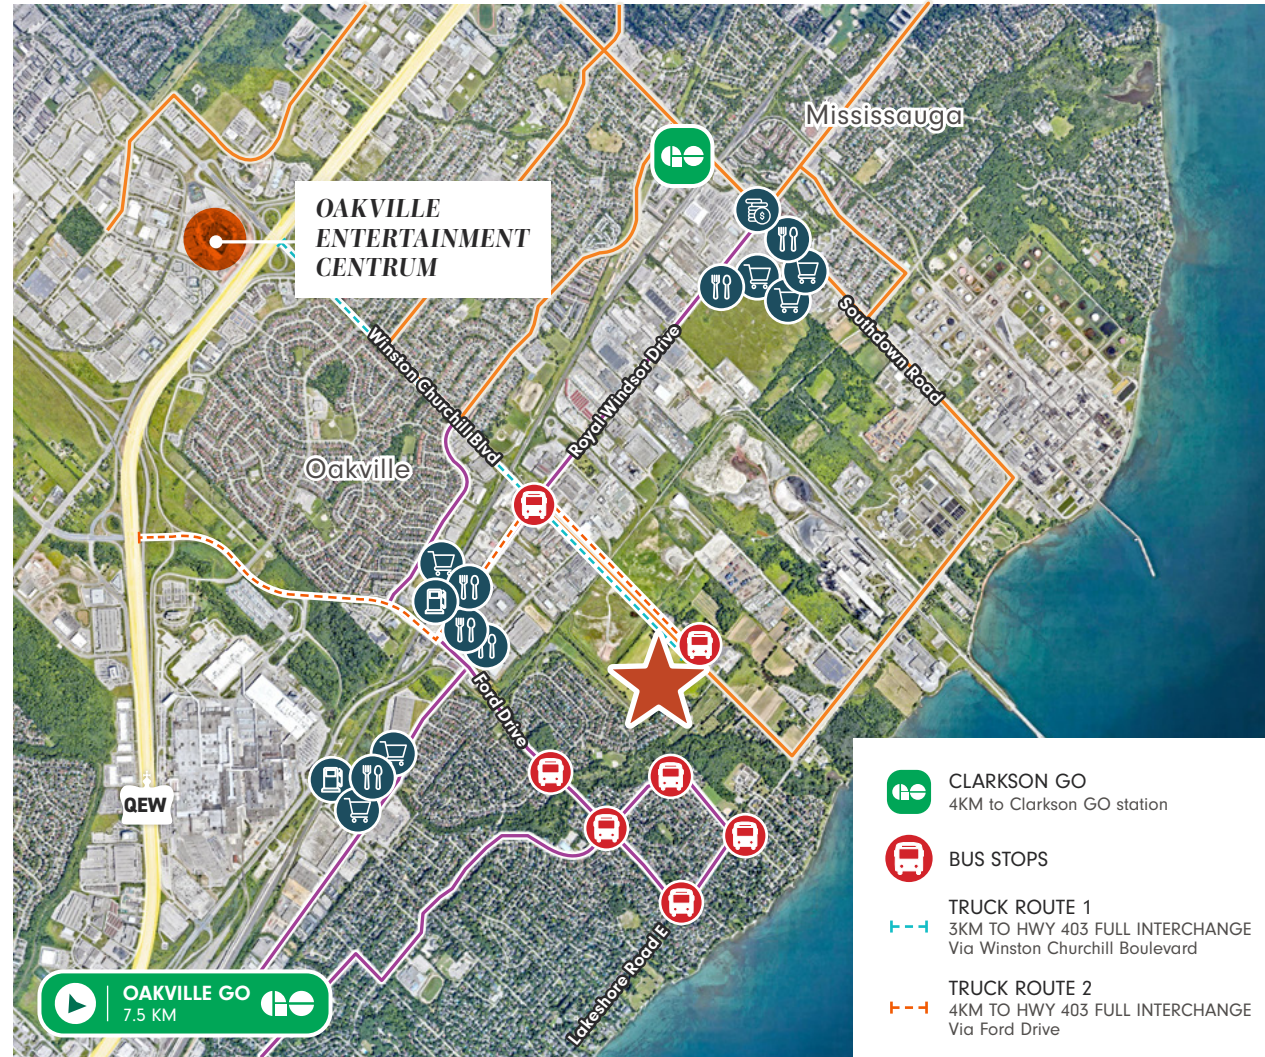 Mississauga
OAKVILLE
ENTERTAINMENT
CENTRUM
Southdown Road
Winston Churchill Blvd
Royal Windsor Drive
Oakville
Ford Drive
QEW
Lakeshore Road E
OAKVILLE GO
7.5 KM
CLARKSON GO
4KM to Clarkson GO station
BUS STOPS
TRUCK ROUTE 1
3KM TO HWY 403 FULL INTERCHANGE
Via Winston Churchill Boulevard
TRUCK ROUTE 2
4KM TO HWY 403 FULL INTERCHANGE
Via Ford Drive